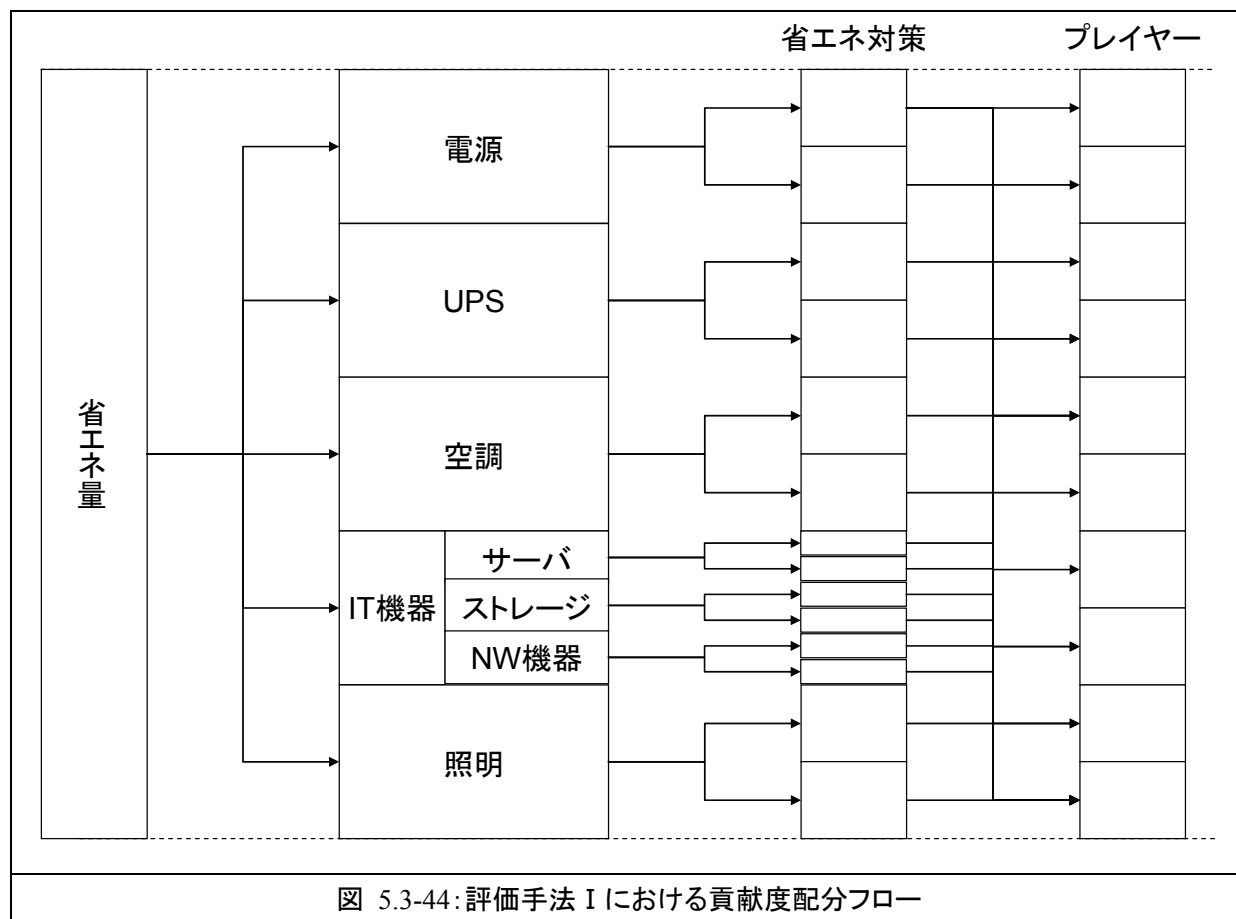 省エネ対策
プレイヤー
省エネ量
電源
UPS
空調
IT機器
サーバ
ストレージ
NW機器
照明
図 5.3-44:評価手法Ⅰにおける貢献度配分フロー